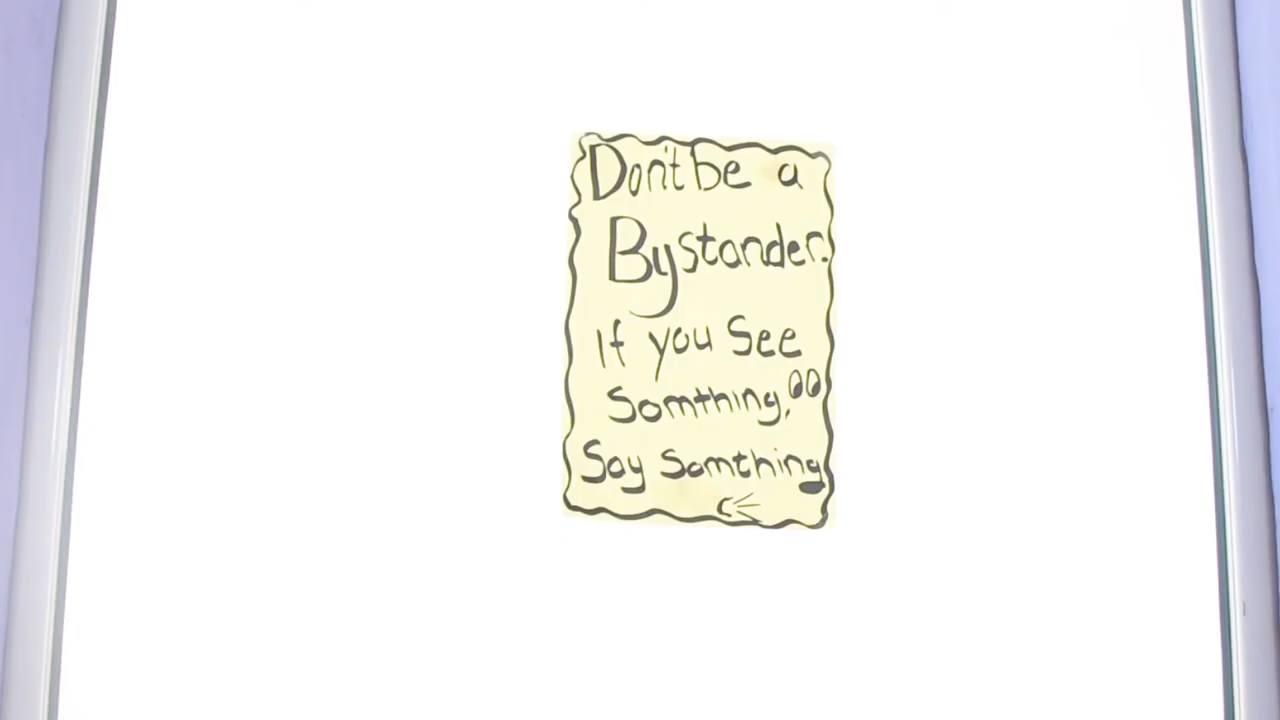 Don't be a
Bystander.
If you See
Somthing,
Say Somthing